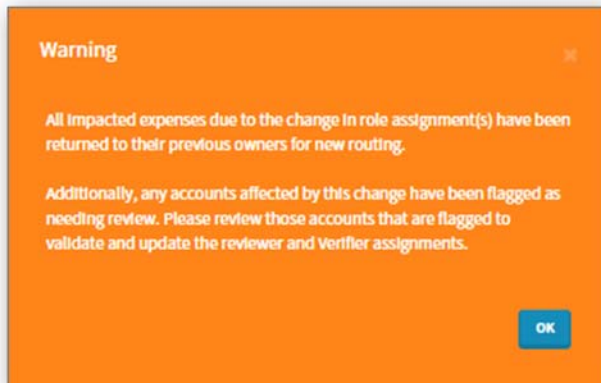 Warning
All impacted expenses due to the change in role assignment(s) have been
returned to their previous owners for new routing.
Additionally, any accounts affected by this change have been flagged as
needing review. Please review those accounts that are flagged to
validate and update the reviewer and Verifier assignments.
OK